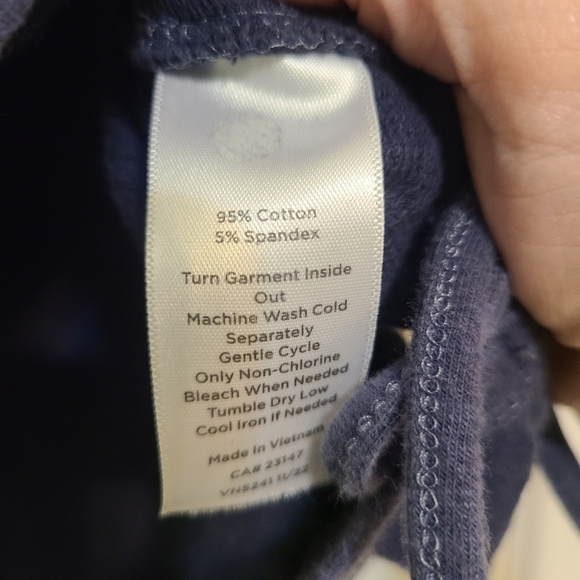 95% Cotton
5% Spandex
Turn Garment Inside
Out
Machine Wash Cold
Separately
Gentle Cycle
Only Non-Chlorine
Bleach When Needed
Tumble Dry Low
Cool Iron If Needed
Made in Vietnam
CA# 23147
VN5241 11/22